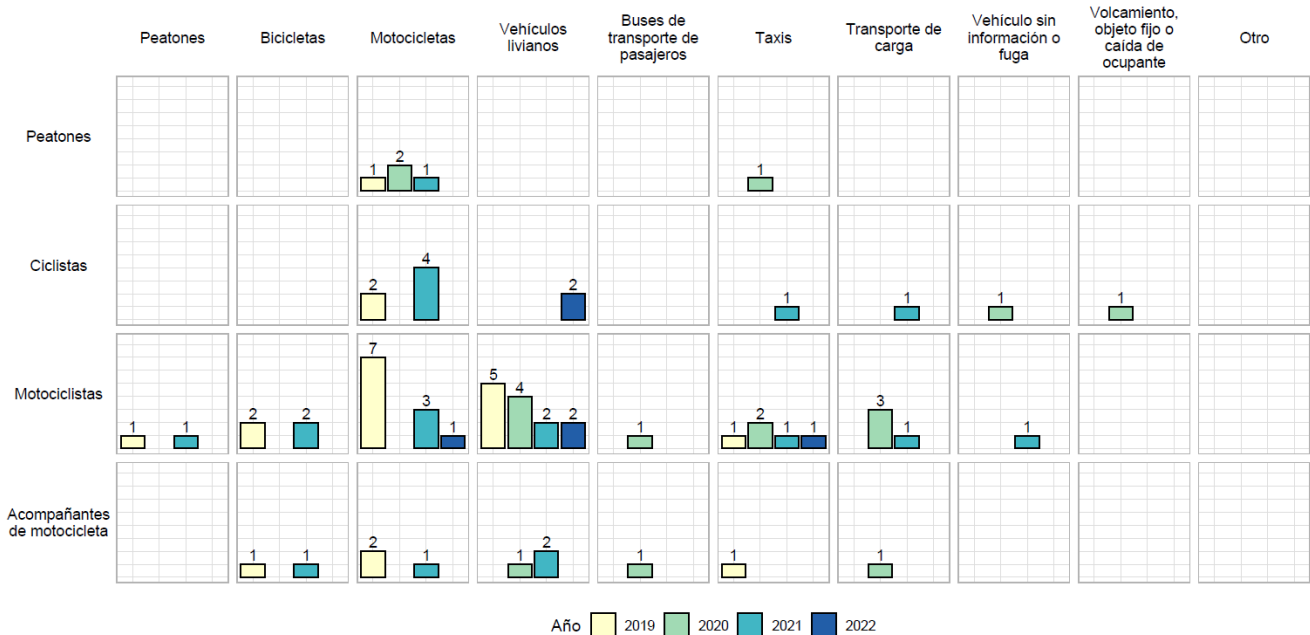 Peatones
Bicicletas
Motocicletas
Vehículos
livianos
Buses de
transporte de
pasajeros
Taxis
Transporte de
carga
Vehículo sin
información o
fuga
Volcamiento,
objeto fijo o
caída de
ocupante
Otro
Peatones
1 2 1 1
Ciclistas
2 4 2 1 1 1 1
Motociclistas
1 1 2 2 7 3 1 5 4 2 2 1 1 2 1 1 3 1 1
Acompañantes
de motocicleta
1 1 2 1 1 2 1 1 1
Año 2019 2020 2021 2022